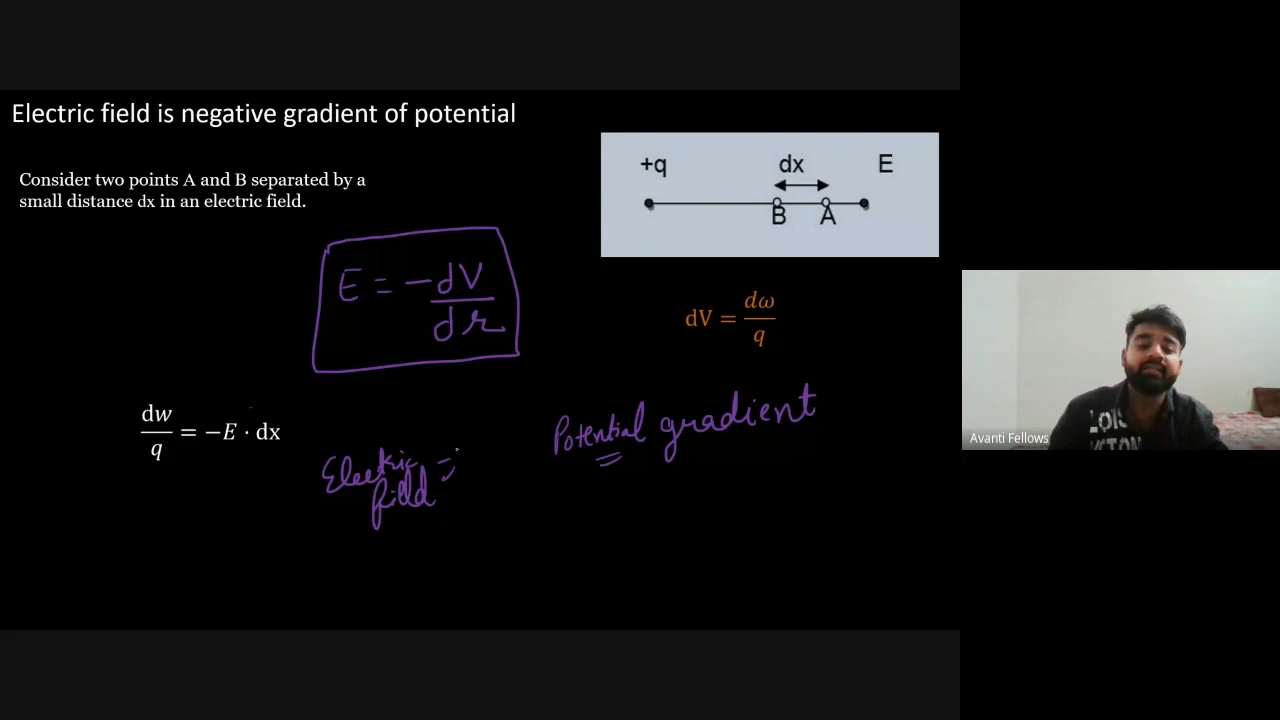 Electric field is negative gradient of potential
Consider two points A and B separated by a
small distance dx in an electric field.
+q dx E
B A
E = -dV/dr
dV = dω/q
dw/q = −E · dx
Potential gradient
Electric =
field
LOIS
Avanti Fellows